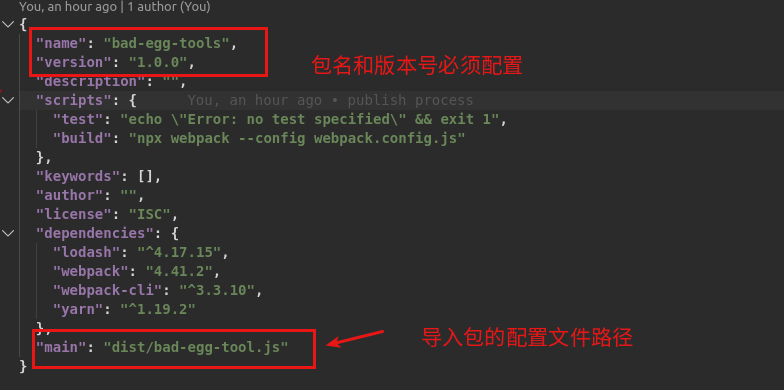 You, an hour ago | 1 author (You)
{
"name": "bad-egg-tools",
"version": "1.0.0",
包名和版本号必须配置
"description": "",
"scripts": { You, an hour ago • publish process
"test": "echo \"Error: no test specified\" && exit 1",
"build": "npx webpack --config webpack.config.js"
},
"keywords": [],
"author": "",
"license": "ISC",
"dependencies": {
"lodash": "^4.17.15",
"webpack": "4.41.2",
"webpack-cli": "^3.3.10",
"yarn": "^1.19.2"
},
导入包的配置文件路径
"main": "dist/bad-egg-tool.js"
}